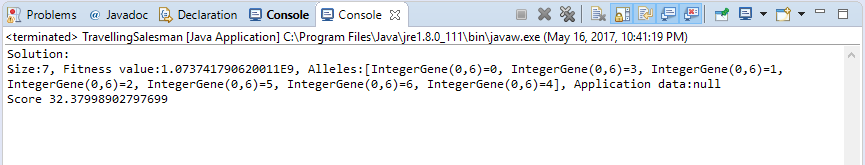 Problems @ Javadoc Declaration Console Console
<terminated> TravellingSalesman [Java Application] C:\Program Files\Java\jre1.8.0_111\bin\javaw.exe (May 16, 2017, 10:41:19 PM)
Solution:
Size:7, Fitness value:1.073741790620011E9, Alleles:[IntegerGene(0,6)=0, IntegerGene(0,6)=3, IntegerGene(0,6)=1,
IntegerGene(0,6)=2, IntegerGene(0,6)=5, IntegerGene(0,6)=6, IntegerGene(0,6)=4], Application data:null
Score 32.37998902797699